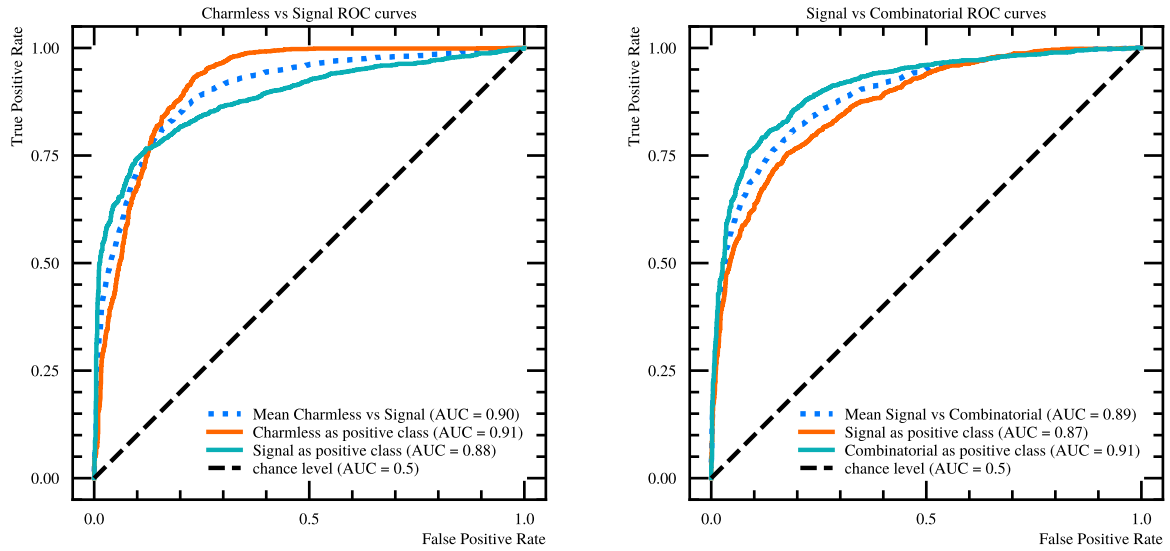 Charmless vs Signal ROC curves
True Positive Rate
1.00
0.75
0.50
0.25
0.00
Mean Charmless vs Signal (AUC = 0.90)
Charmless as positive class (AUC = 0.91)
Signal as positive class (AUC = 0.88)
chance level (AUC = 0.5)
0.0
0.5
1.0
False Positive Rate
Signal vs Combinatorial ROC curves
True Positive Rate
1.00
0.75
0.50
0.25
0.00
Mean Signal vs Combinatorial (AUC = 0.89)
Signal as positive class (AUC = 0.87)
Combinatorial as positive class (AUC = 0.91)
chance level (AUC = 0.5)
0.0
0.5
1.0
False Positive Rate